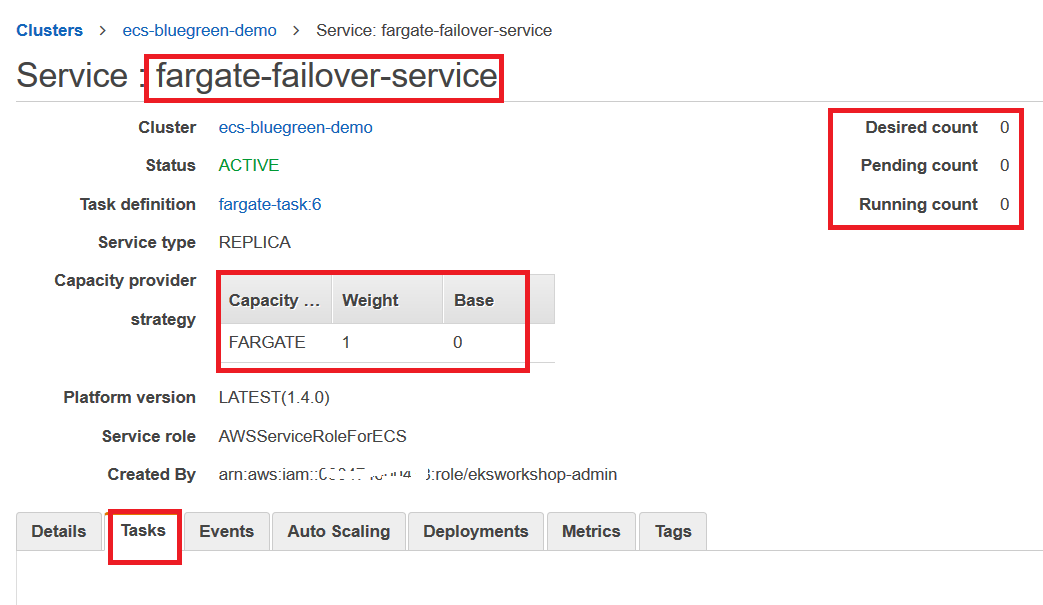 Clusters > ecs-bluegreen-demo > Service: fargate-failover-service
Service : fargate-failover-service
Cluster ecs-bluegreen-demo Desired count 0
Status ACTIVE Pending count 0
Task definition fargate-task:6 Running count 0
Service type REPLICA
Capacity provider
strategy
Capacity ... Weight Base
FARGATE 1 0
Platform version LATEST(1.4.0)
Service role AWSServiceRoleForECS
Created By arn:aws:iam:: :role/eksworkshop-admin
Details Tasks Events Auto Scaling Deployments Metrics Tags